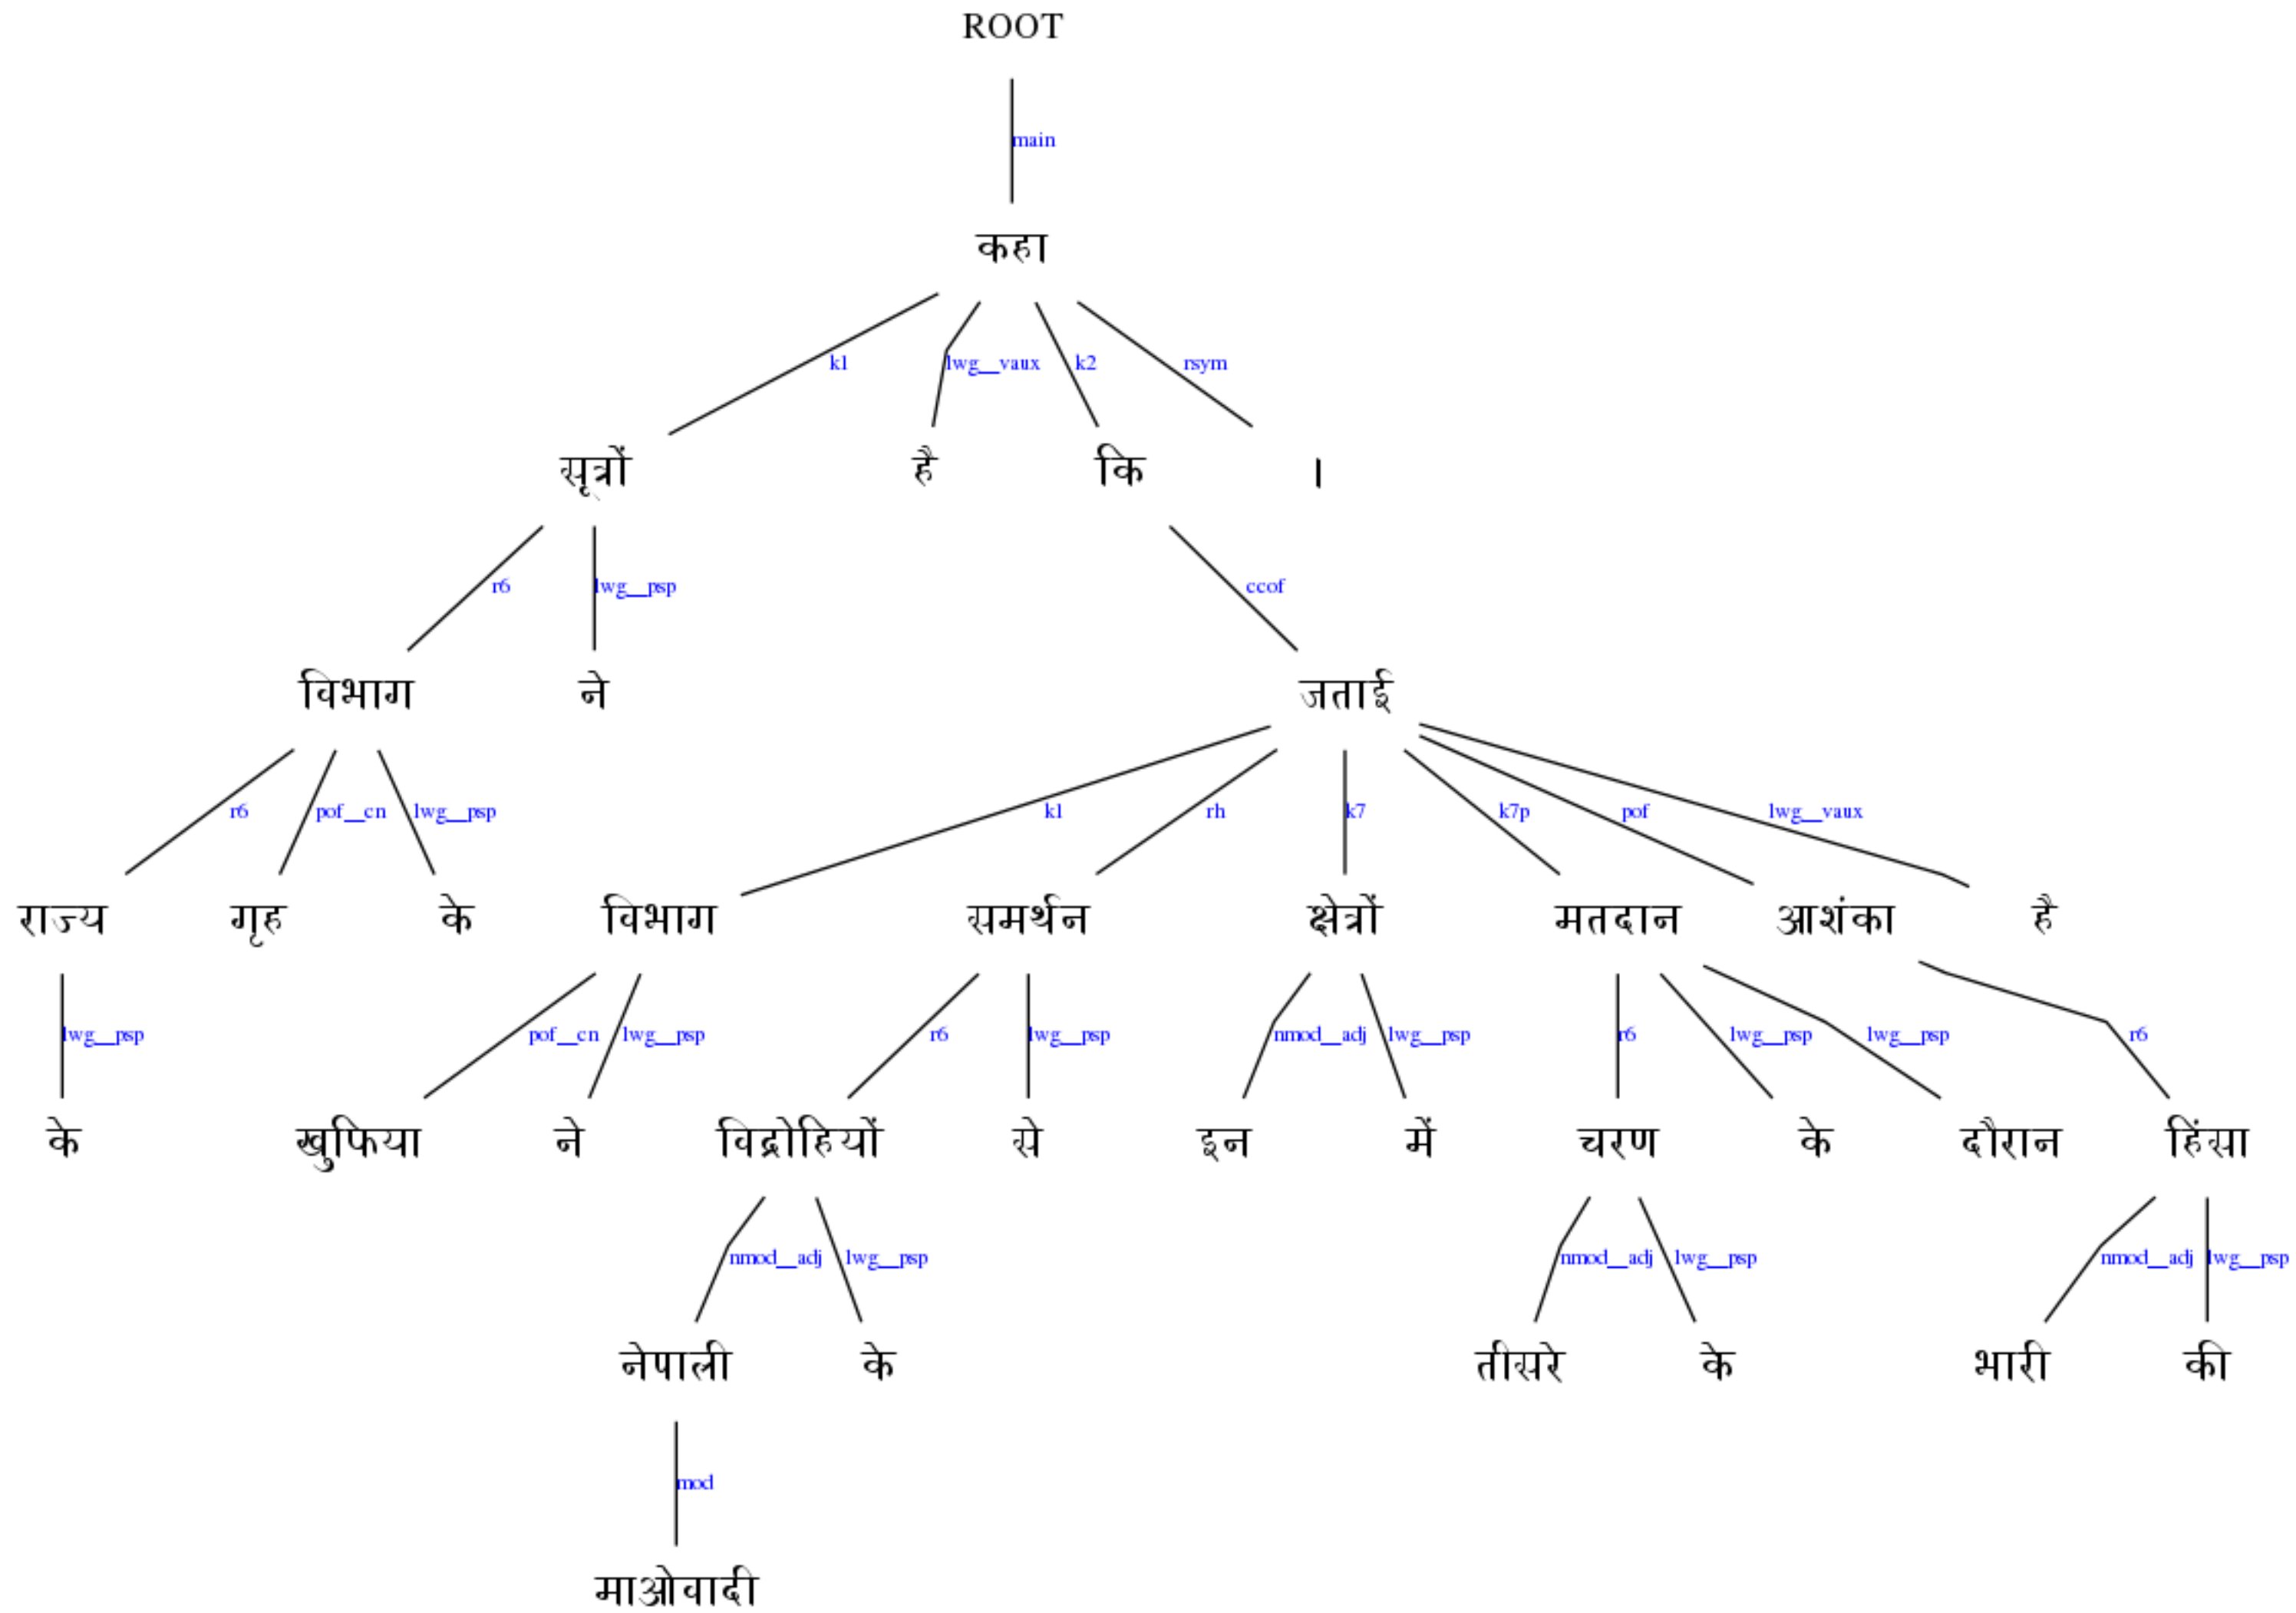 ROOT
main
कहा
k1 lwg__vaux k2 rsym
सूत्रों है कि ।
r6 lwg__psp ccof
विभाग ने जताई
r6 pof__cn lwg__psp k1 rh k7 k7p pof lwg__vaux
राज्य गृह के विभाग समर्थन क्षेत्रों मतदान आशंका है
lwg__psp pof__cn lwg__psp r6 lwg__psp nmod__adj lwg__psp r6 lwg__psp lwg__psp r6
के खुफिया ने विद्रोहियों से इन में चरण के दौरान हिंसा
nmod__adj lwg__psp nmod__adj lwg__psp nmod__adj lwg__psp
नेपाली के तीसरे के भारी की
mod
माओवादी